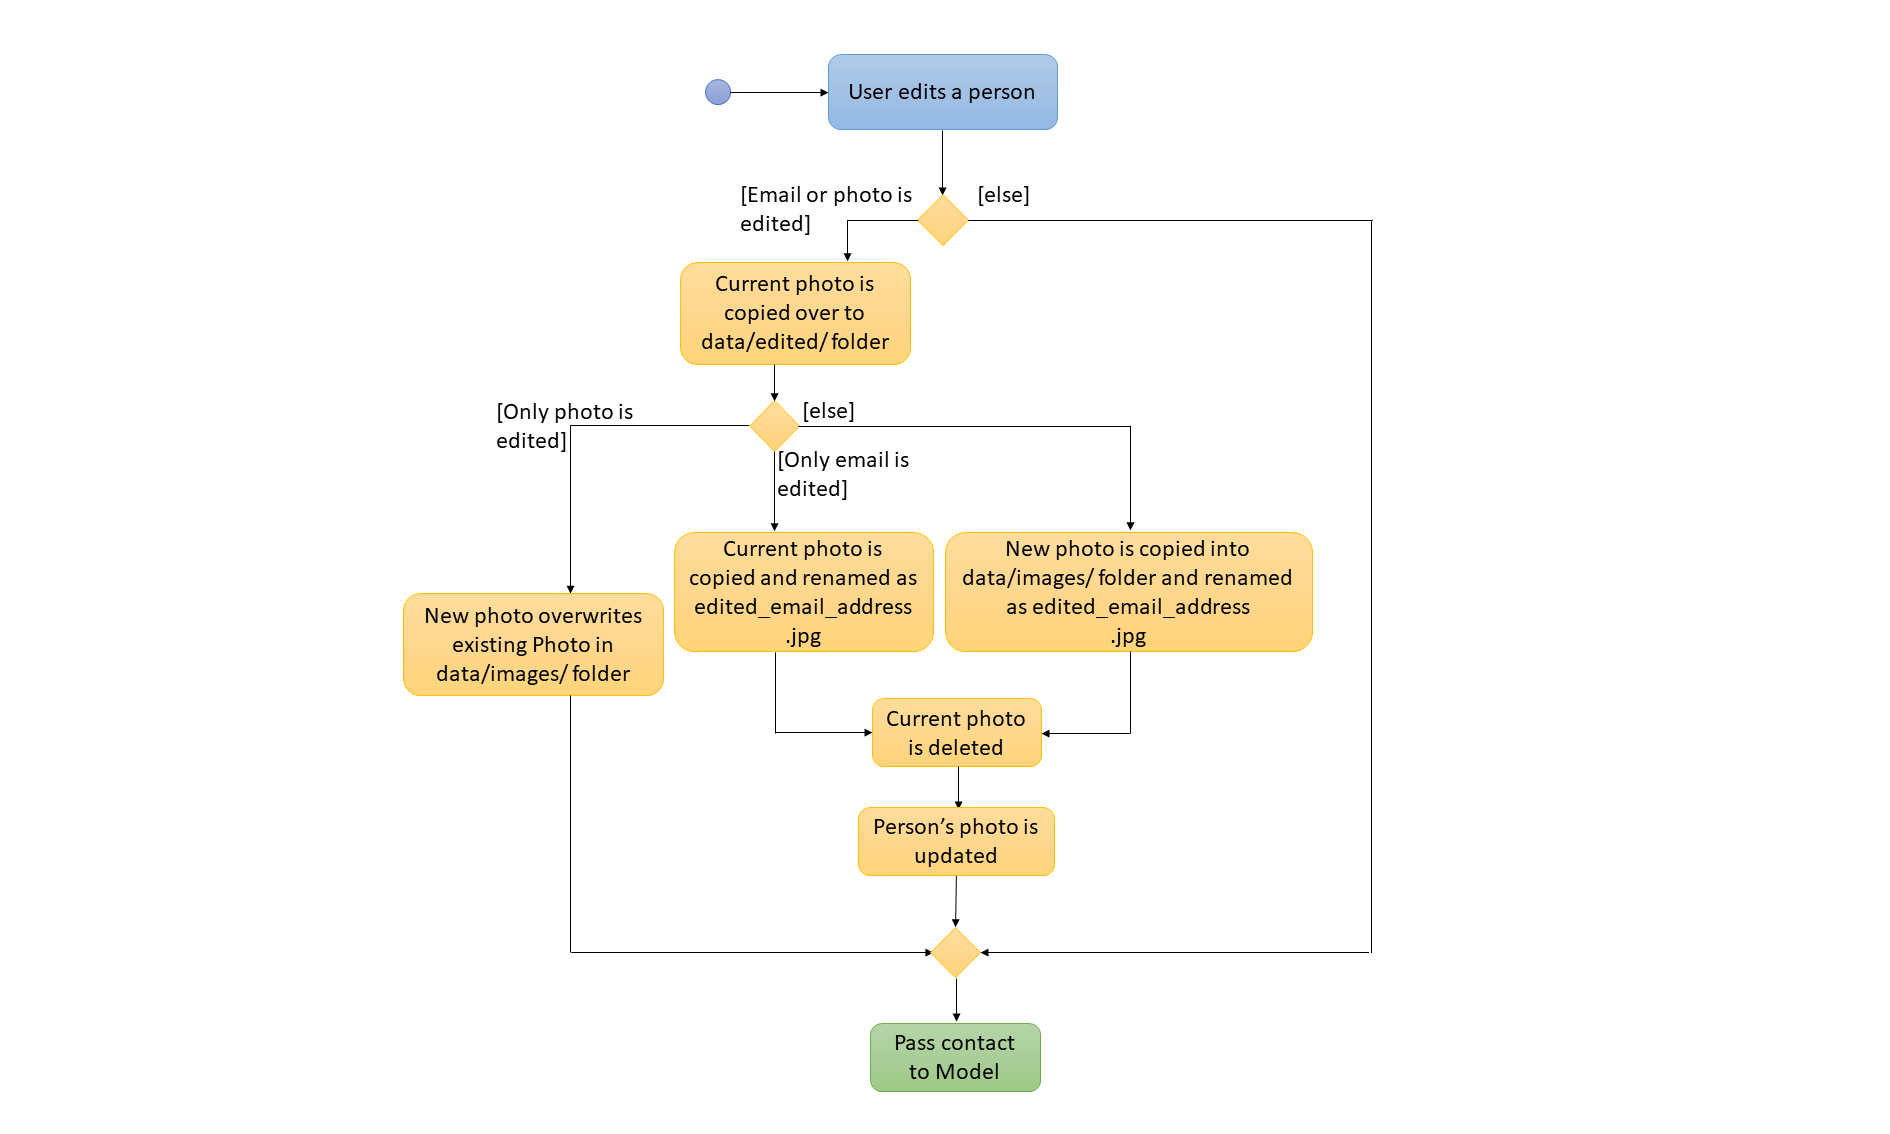 User edits a person
[Email or photo is
edited]
[else]
Current photo is
copied over to
data/edited/ folder
[Only photo is
edited]
[else]
[Only email is
edited]
Current photo is
copied and renamed as
edited_email_address
.jpg
New photo is copied into
data/images/ folder and renamed
as edited_email_address
.jpg
New photo overwrites
existing Photo in
data/images/ folder
Current photo
is deleted
Person’s photo is
updated
Pass contact
to Model